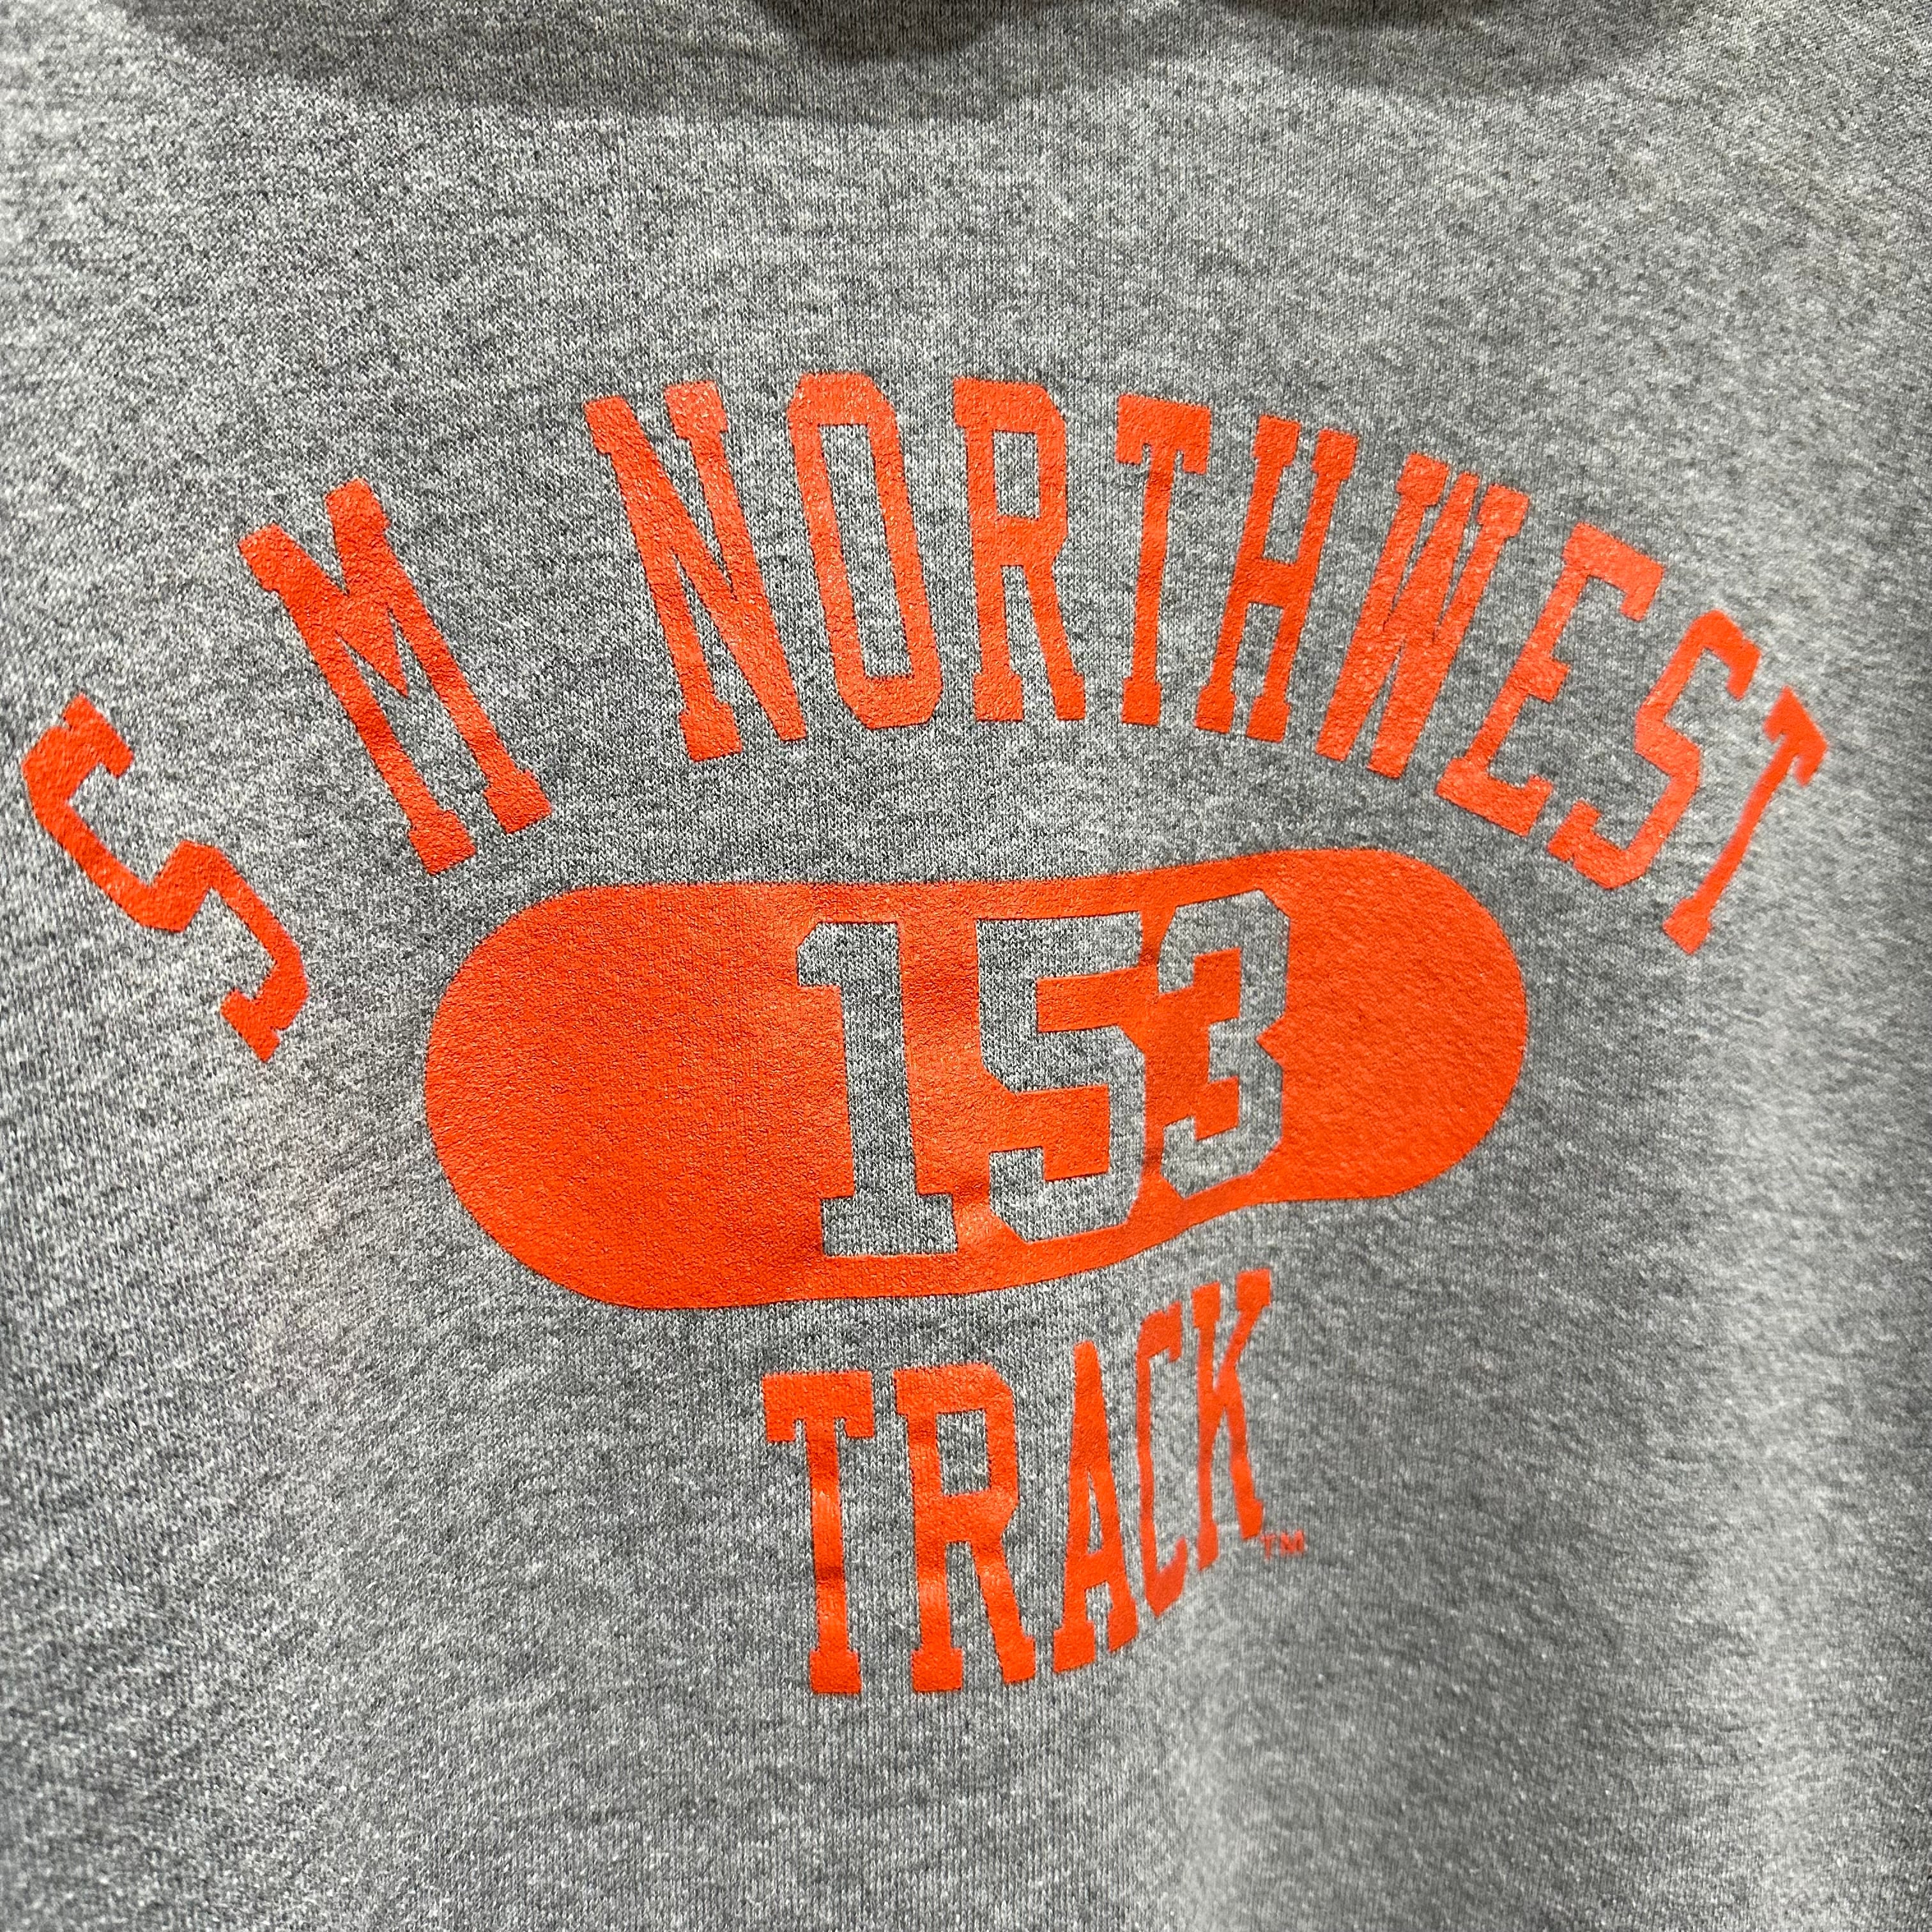 S M NORTHWEST
153
TRACK™